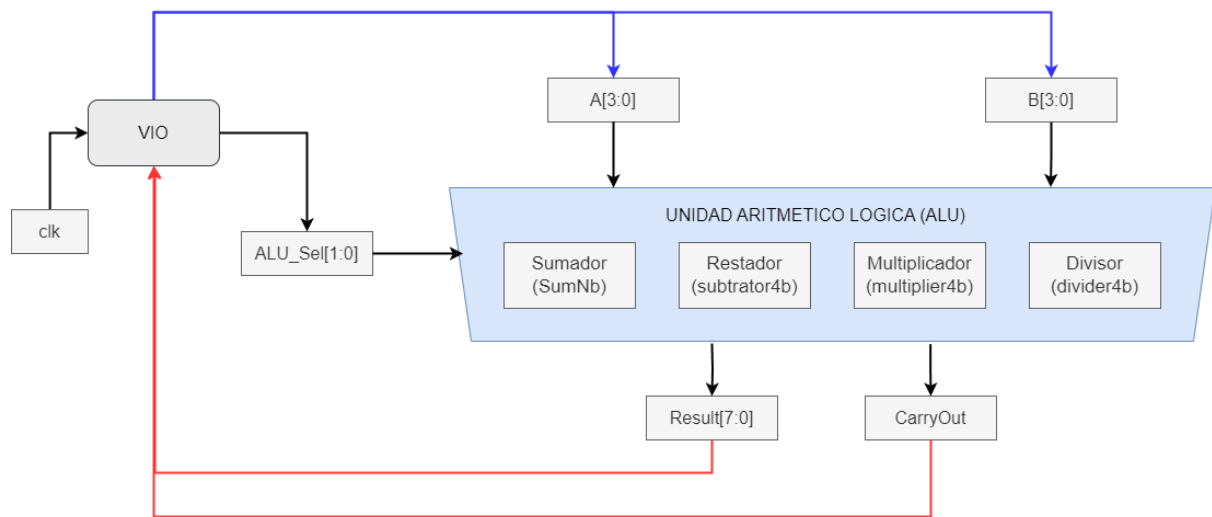 A[3:0]
B[3:0]
VIO
clk
ALU_Sel[1:0]
UNIDAD ARITMETICO LOGICA (ALU)
Sumador
(SumNb)
Restador
(subtrator4b)
Multiplicador
(multiplier4b)
Divisor
(divider4b)
Result[7:0]
CarryOut